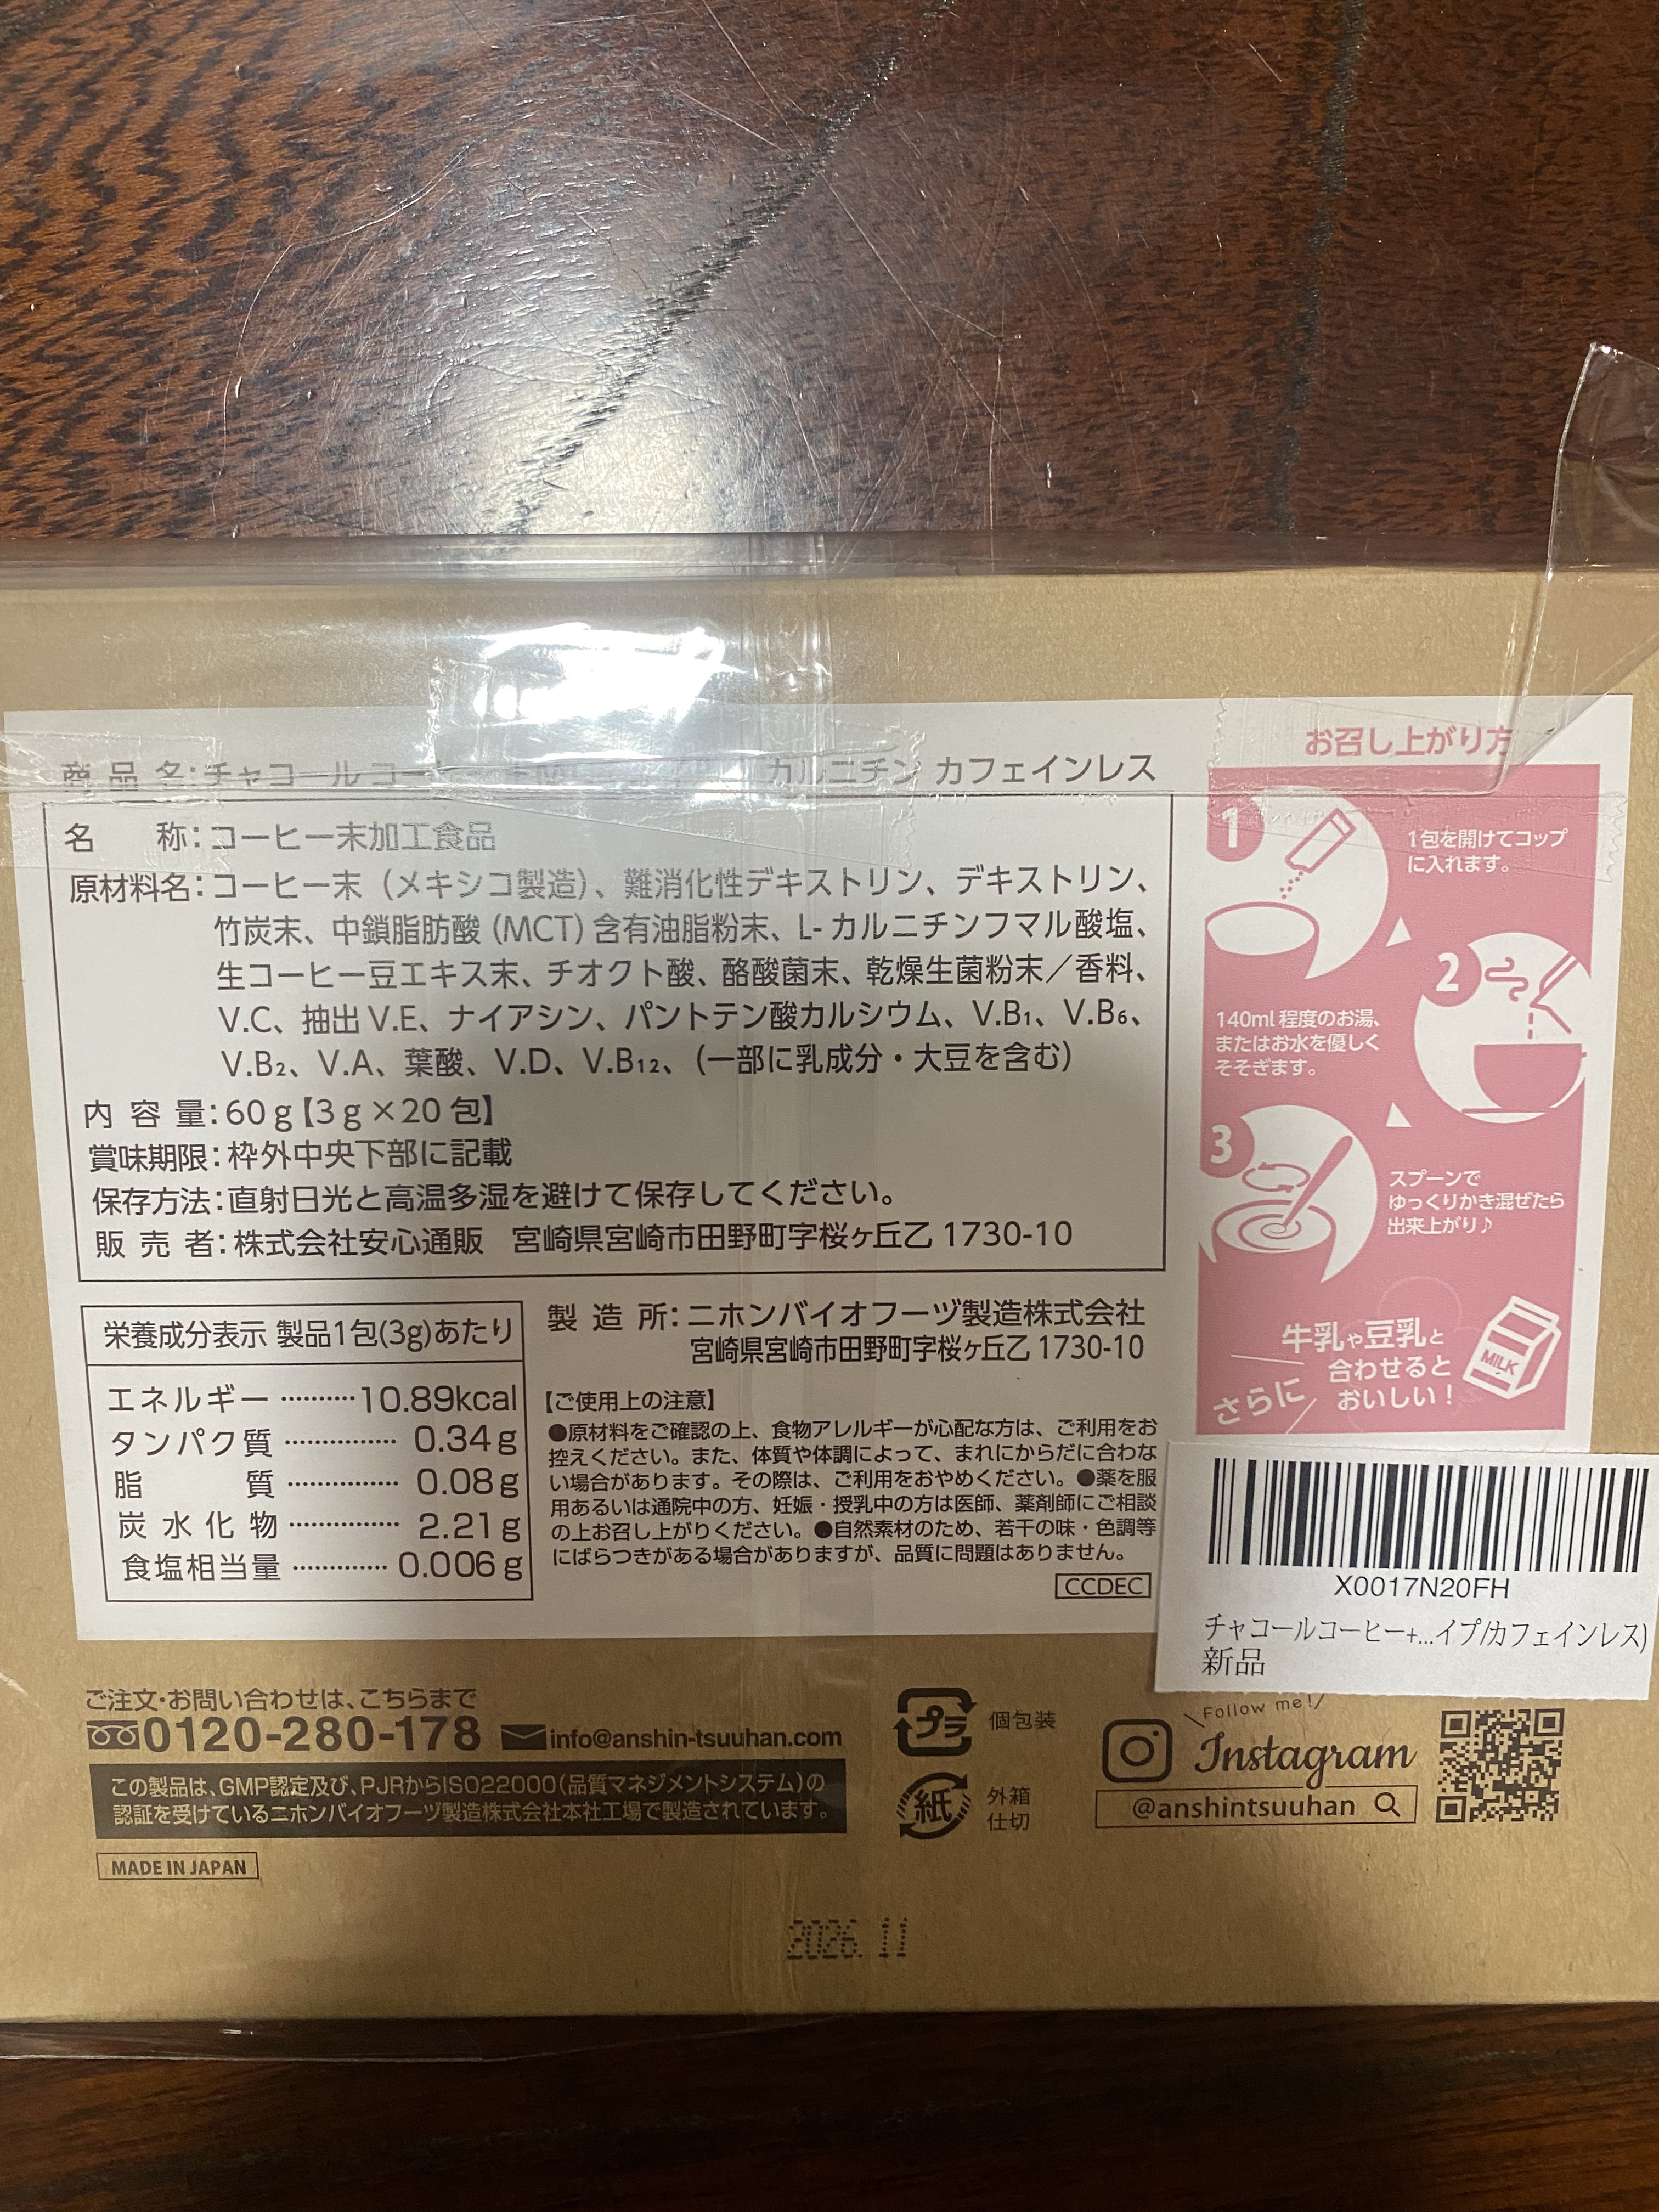 商品名:チャコールコー カルニチン カフェインレス
名　称:コーヒー末加工食品
原材料名:コーヒー末（メキシコ製造）、難消化性デキストリン、デキストリン、
竹炭末、中鎖脂肪酸（MCT）含有油脂粉末、L-カルニチンフマル酸塩、
生コーヒー豆エキス末、チオクト酸、酪酸菌末、乾燥生菌粉末／香料、
V.C、抽出V.E、ナイアシン、パントテン酸カルシウム、V.B₁、V.B₆、
V.B₂、V.A、葉酸、V.D、V.B₁₂、（一部に乳成分・大豆を含む）
内容量:60g【3g×20包】
賞味期限:枠外中央下部に記載
保存方法:直射日光と高温多湿を避けて保存してください。
販売者:株式会社安心通販　宮崎県宮崎市田野町字桜ヶ丘乙1730-10
栄養成分表示 製品1包(3g)あたり
エネルギー ………10.89kcal
タンパク質 …………… 0.34g
脂　質 …………… 0.08g
炭水化物 …………… 2.21g
食塩相当量 ………… 0.006g
製造所:ニホンバイオフーヅ製造株式会社
宮崎県宮崎市田野町字桜ヶ丘乙1730-10
【ご使用上の注意】
●原材料をご確認の上、食物アレルギーが心配な方は、ご利用をお
控えください。また、体質や体調によって、まれにからだに合わな
い場合があります。その際は、ご利用をおやめください。●薬を服
用あるいは通院中の方、妊娠・授乳中の方は医師、薬剤師にご相談
の上お召し上がりください。●自然素材のため、若干の味・色調等
にばらつきがある場合がありますが、品質に問題はありません。
CCDEC
お召し上がり方
1
1包を開けてコップ
に入れます。
2
140ml程度のお湯、
またはお水を優しく
そそぎます。
3
スプーンで
ゆっくりかき混ぜたら
出来上がり♪
さらに
牛乳や豆乳と
合わせると
おいしい！
MILK
X0017N20FH
チャコールコーヒー+...イプ/カフェインレス)
新品
ご注文・お問い合わせは、こちらまで
0120-280-178 info@anshin-tsuuhan.com
この製品は、GMP認定及び、PJRからISO22000（品質マネジメントシステム）の
認証を受けているニホンバイオフーヅ製造株式会社本社工場で製造されています。
MADE IN JAPAN
プラ 個包装
紙 外箱
仕切
Follow me!
Instagram
@anshintsuuhan
2026.11